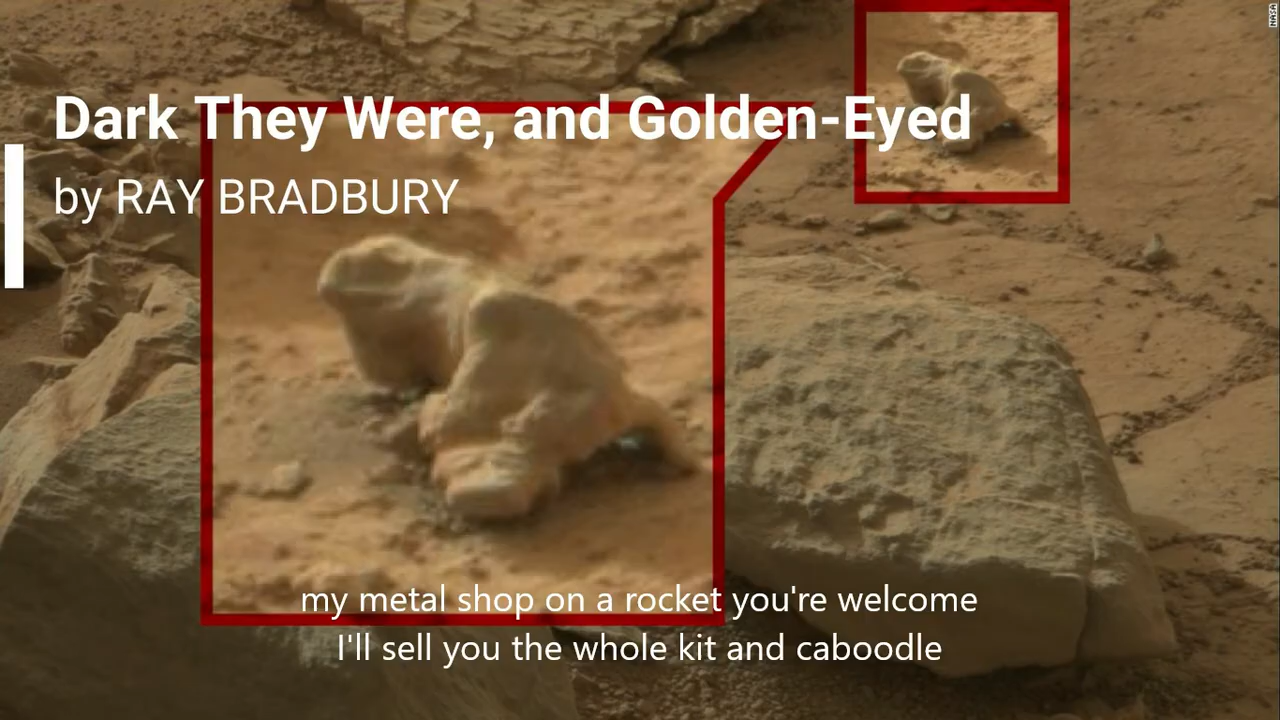 NASA
Dark They Were, and Golden-Eyed
by RAY BRADBURY
my metal shop on a rocket you're welcome
I'll sell you the whole kit and caboodle